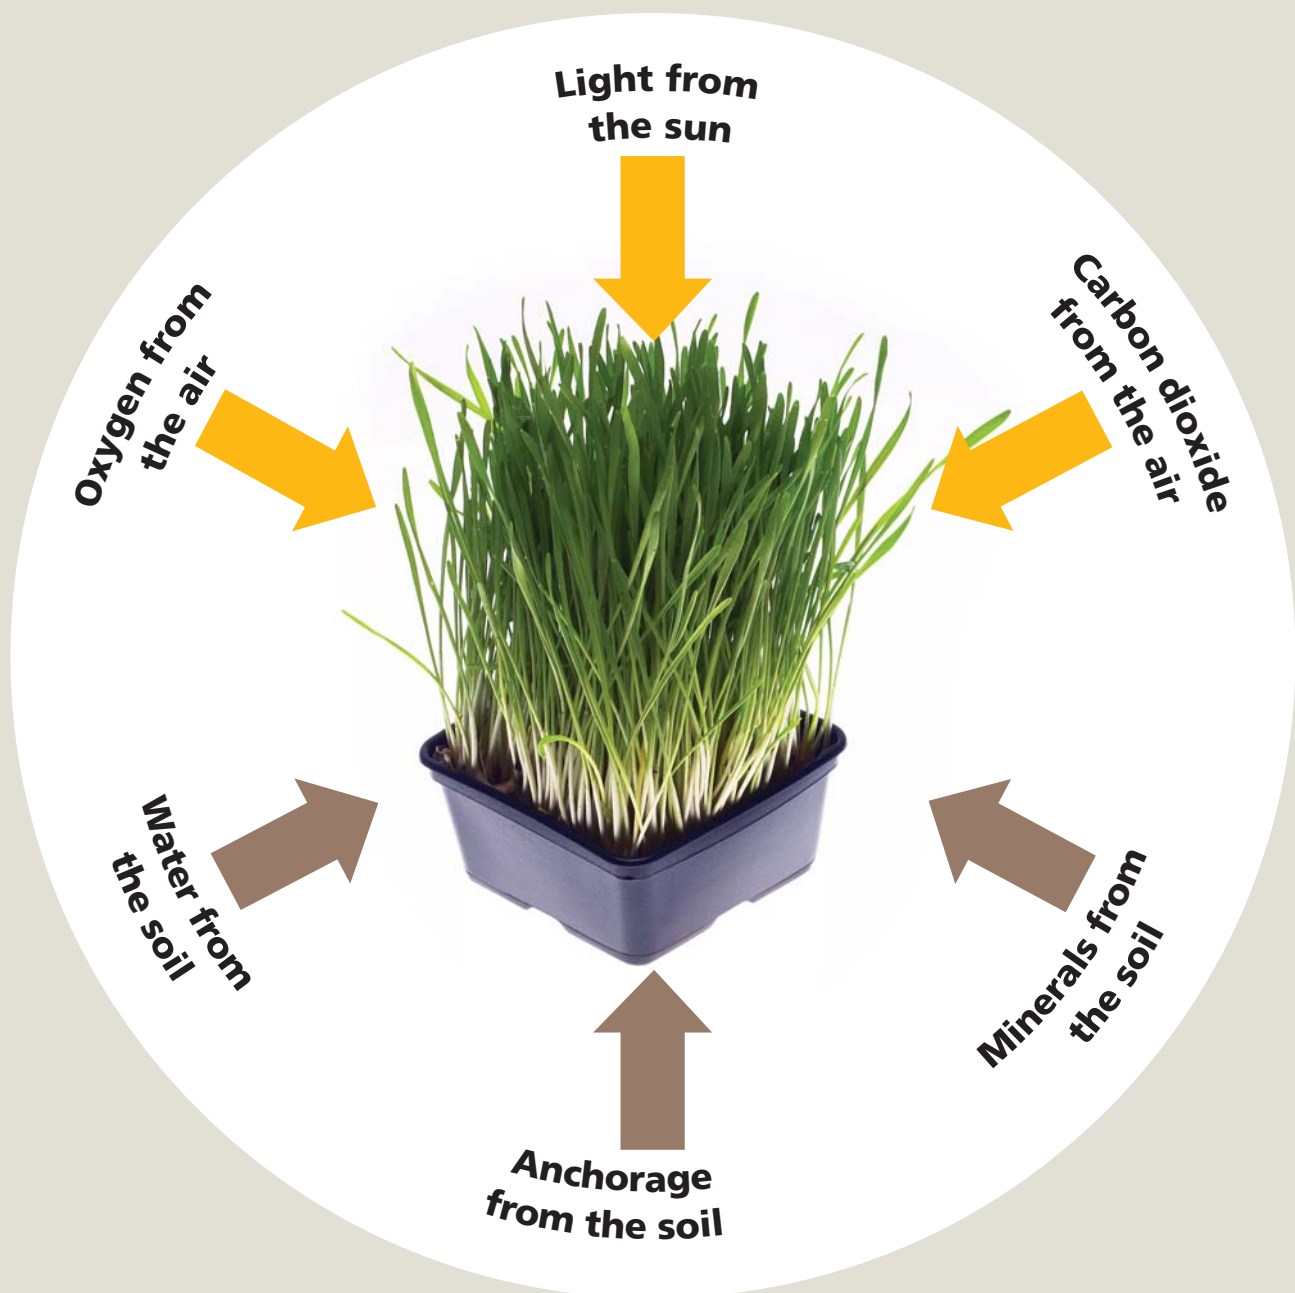 Light from
the sun
Oxygen from
the air
Carbon dioxide
from the air
Water from
the soil
Minerals from
the soil
Anchorage
from the soil